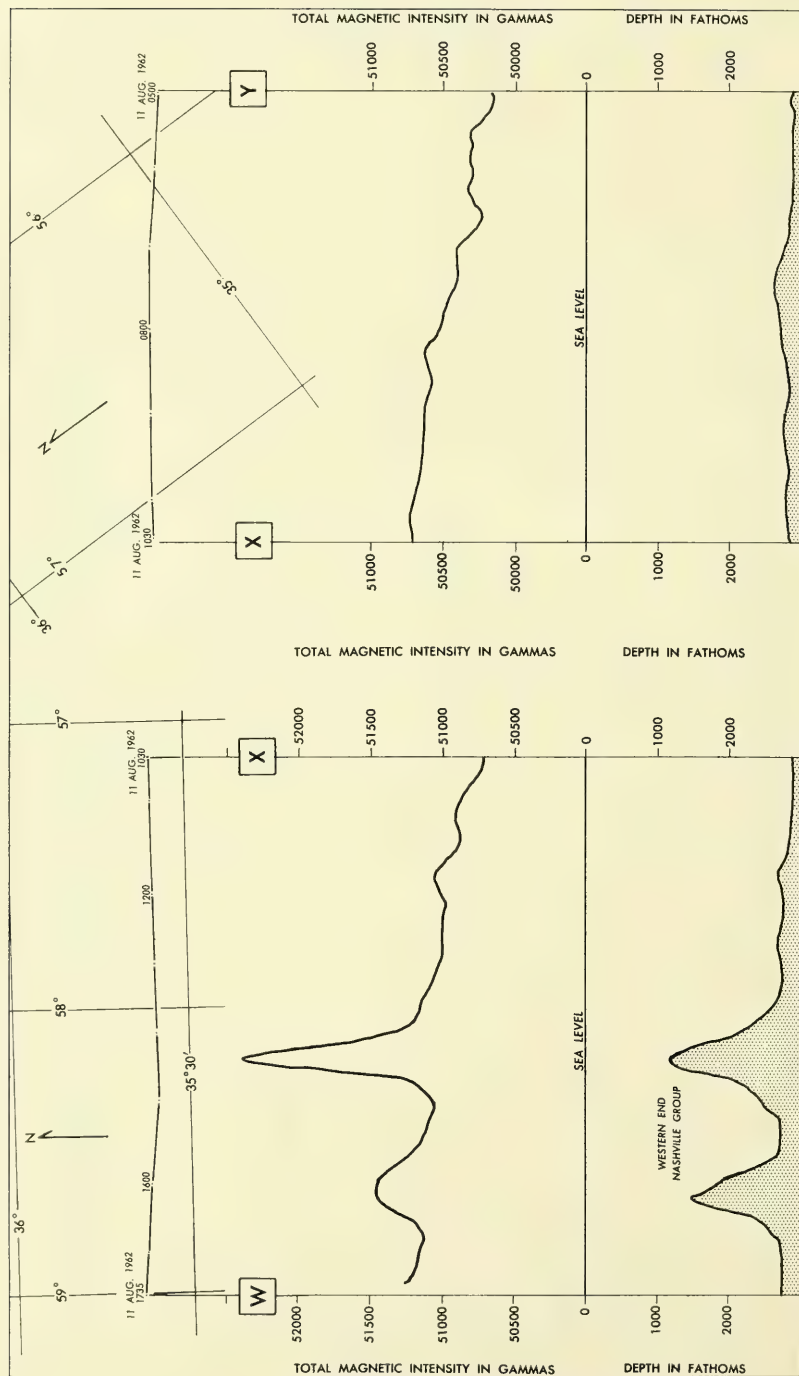 36°
N
59°
58°
57°
35°30'
11 AUG. 1962
1735
1600
1200
11 AUG. 1962
1030
W
X
TOTAL MAGNETIC INTENSITY IN GAMMAS
52000
51500
51000
50500
0
TOTAL MAGNETIC INTENSITY IN GAMMAS
52000
51500
51000
50500
0
SEA LEVEL
DEPTH IN FATHOMS
1000
2000
WESTERN END
NASHVILLE GROUP
DEPTH IN FATHOMS
1000
2000
36°
57°
N
56°
35°
11 AUG. 1962
1030
0800
11 AUG. 1962
0500
X
Y
51000
50500
50000
0
TOTAL MAGNETIC INTENSITY IN GAMMAS
51000
50500
50000
0
SEA LEVEL
1000
2000
DEPTH IN FATHOMS
1000
2000